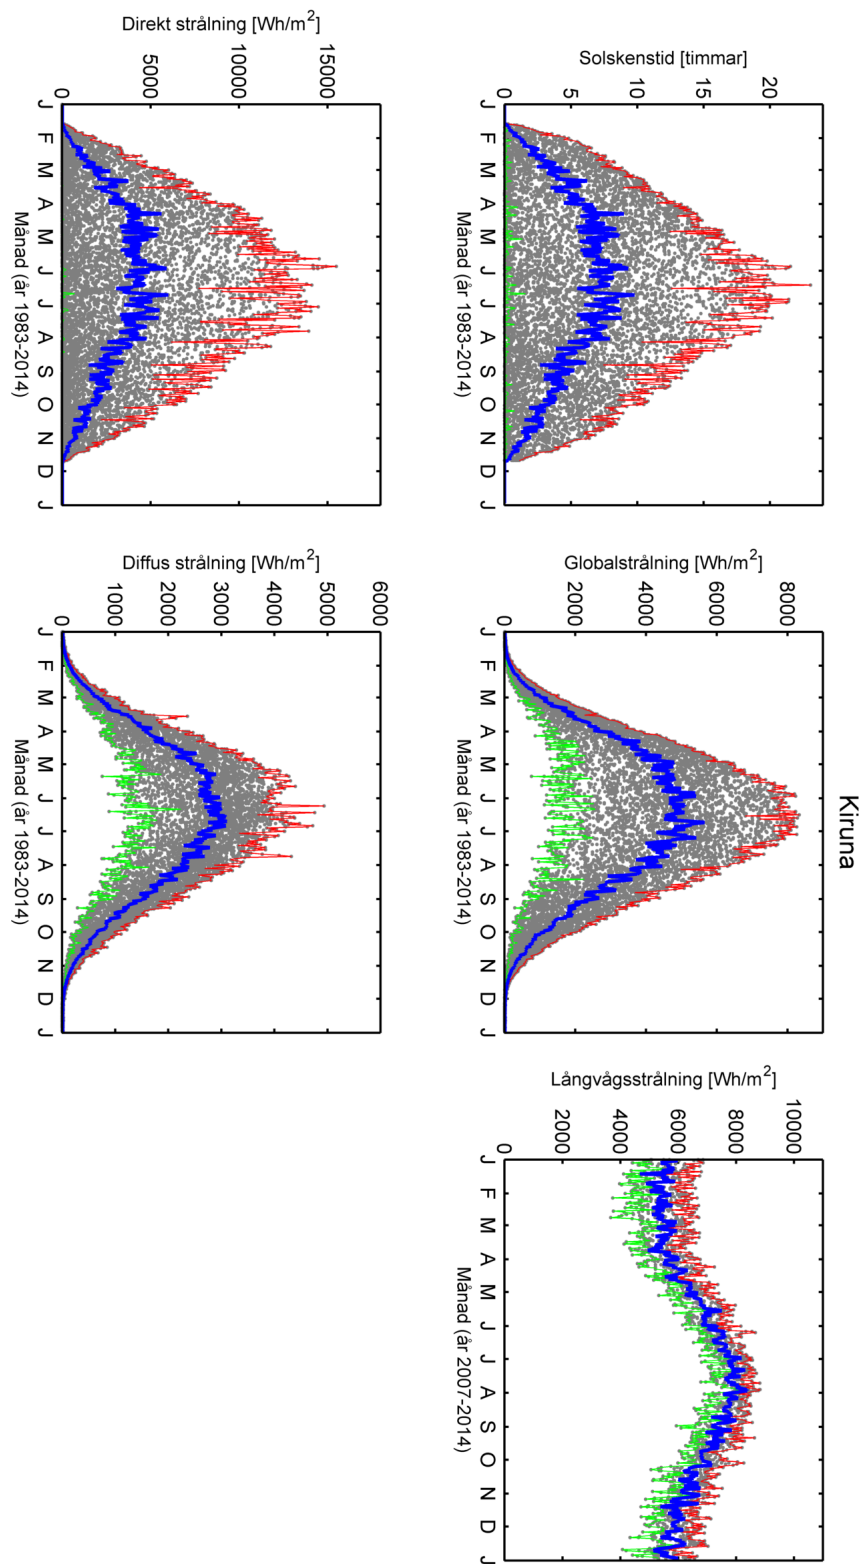 Kiruna
Solskenstid [timmar]
0 5 10 15 20
J F M A M J J A S O N D J
Månad (år 1983-2014)
Globalstrålning [Wh/m²]
0 2000 4000 6000 8000
J F M A M J J A S O N D J
Månad (år 1983-2014)
Långvågsstrålning [Wh/m²]
0 2000 4000 6000 8000 10000
J F M A M J J A S O N D J
Månad (år 2007-2014)
Direkt strålning [Wh/m²]
0 5000 10000 15000
J F M A M J J A S O N D J
Månad (år 1983-2014)
Diffus strålning [Wh/m²]
0 1000 2000 3000 4000 5000 6000
J F M A M J J A S O N D J
Månad (år 1983-2014)